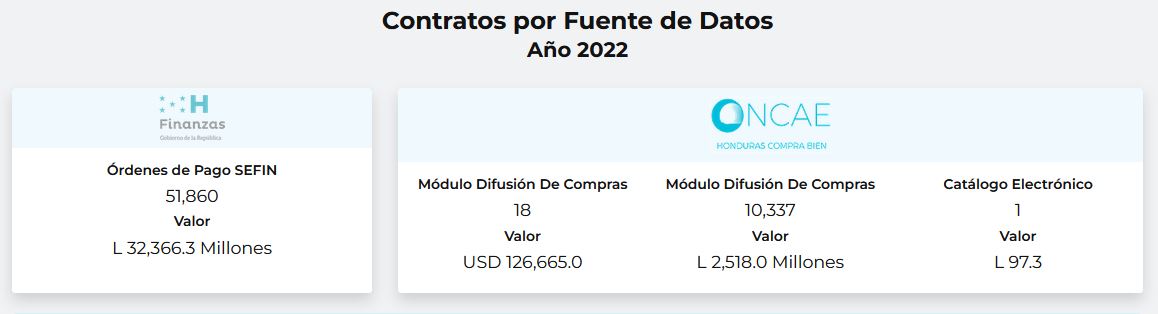 Contratos por Fuente de Datos
Año 2022
H
Finanzas
Gobierno de la República
Órdenes de Pago SEFIN
51,860
Valor
L 32,366.3 Millones
ONCAE
HONDURAS COMPRA BIEN
Módulo Difusión De Compras
18
Valor
USD 126,665.0
Módulo Difusión De Compras
10,337
Valor
L 2,518.0 Millones
Catálogo Electrónico
1
Valor
L 97.3